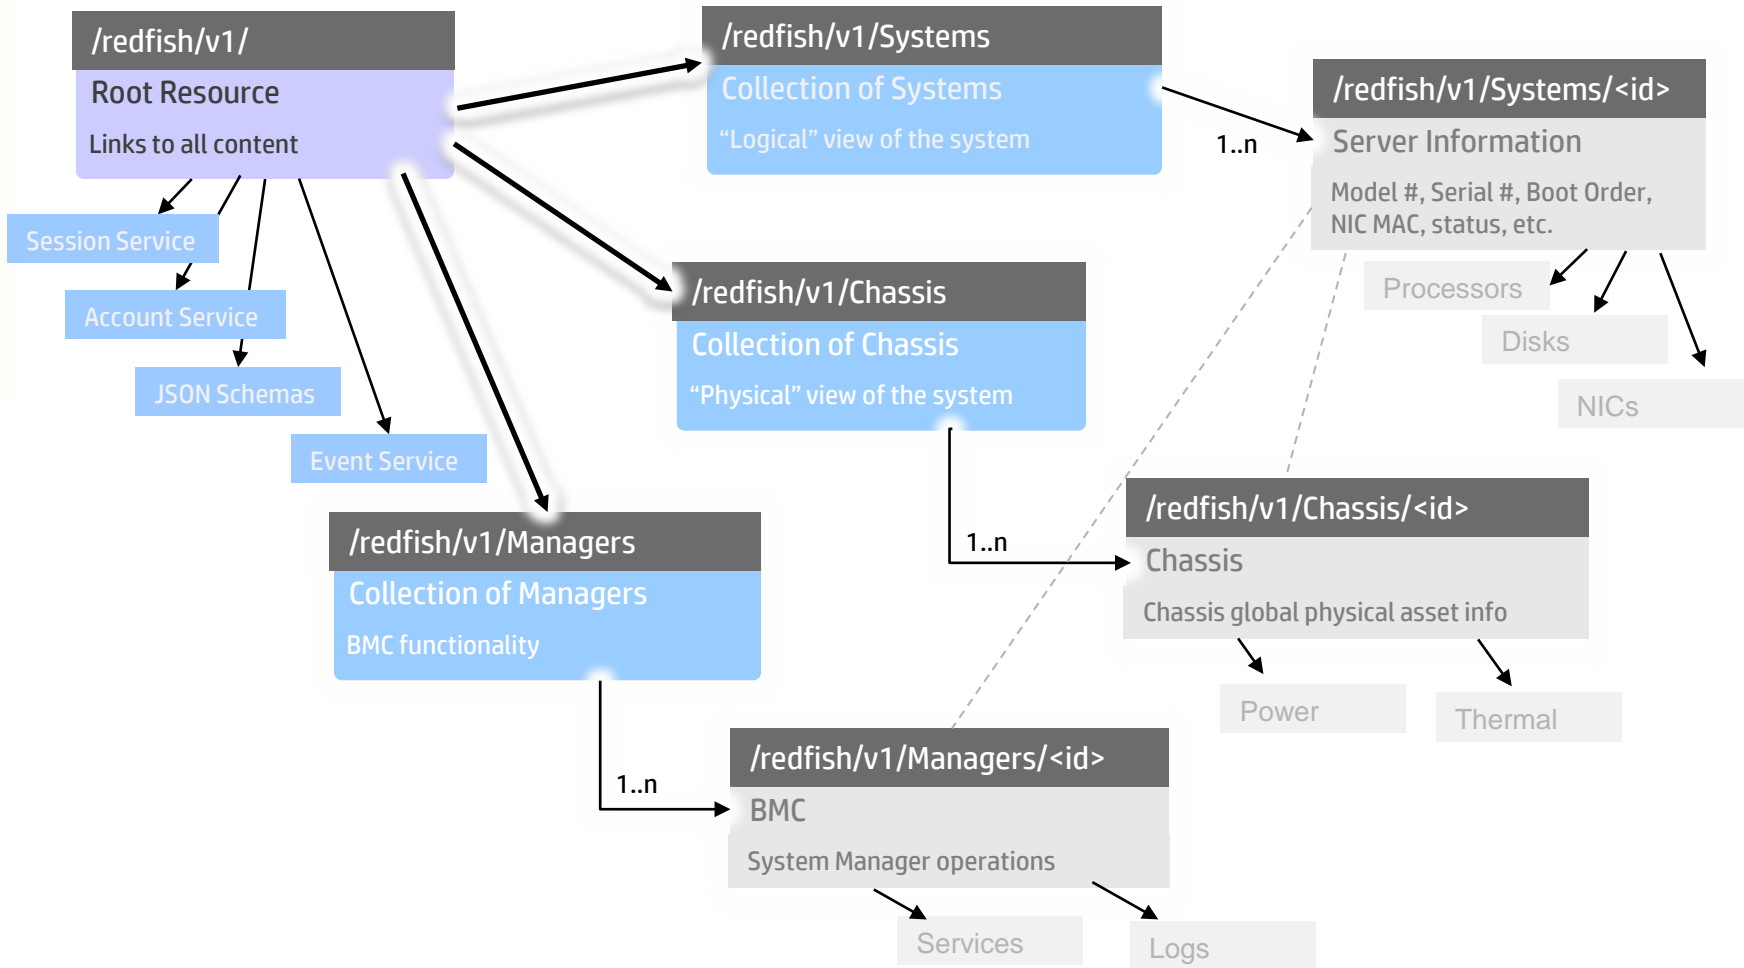 /redfish/v1/
Root Resource
Links to all content
Session Service
Account Service
JSON Schemas
Event Service
/redfish/v1/Systems
Collection of Systems
“Logical” view of the system
1..n
/redfish/v1/Systems/<id>
Server Information
Model #, Serial #, Boot Order,
NIC MAC, status, etc.
Processors
Disks
NICs
/redfish/v1/Chassis
Collection of Chassis
“Physical” view of the system
1..n
/redfish/v1/Chassis/<id>
Chassis
Chassis global physical asset info
Power
Thermal
/redfish/v1/Managers
Collection of Managers
BMC functionality
1..n
/redfish/v1/Managers/<id>
BMC
System Manager operations
Services
Logs